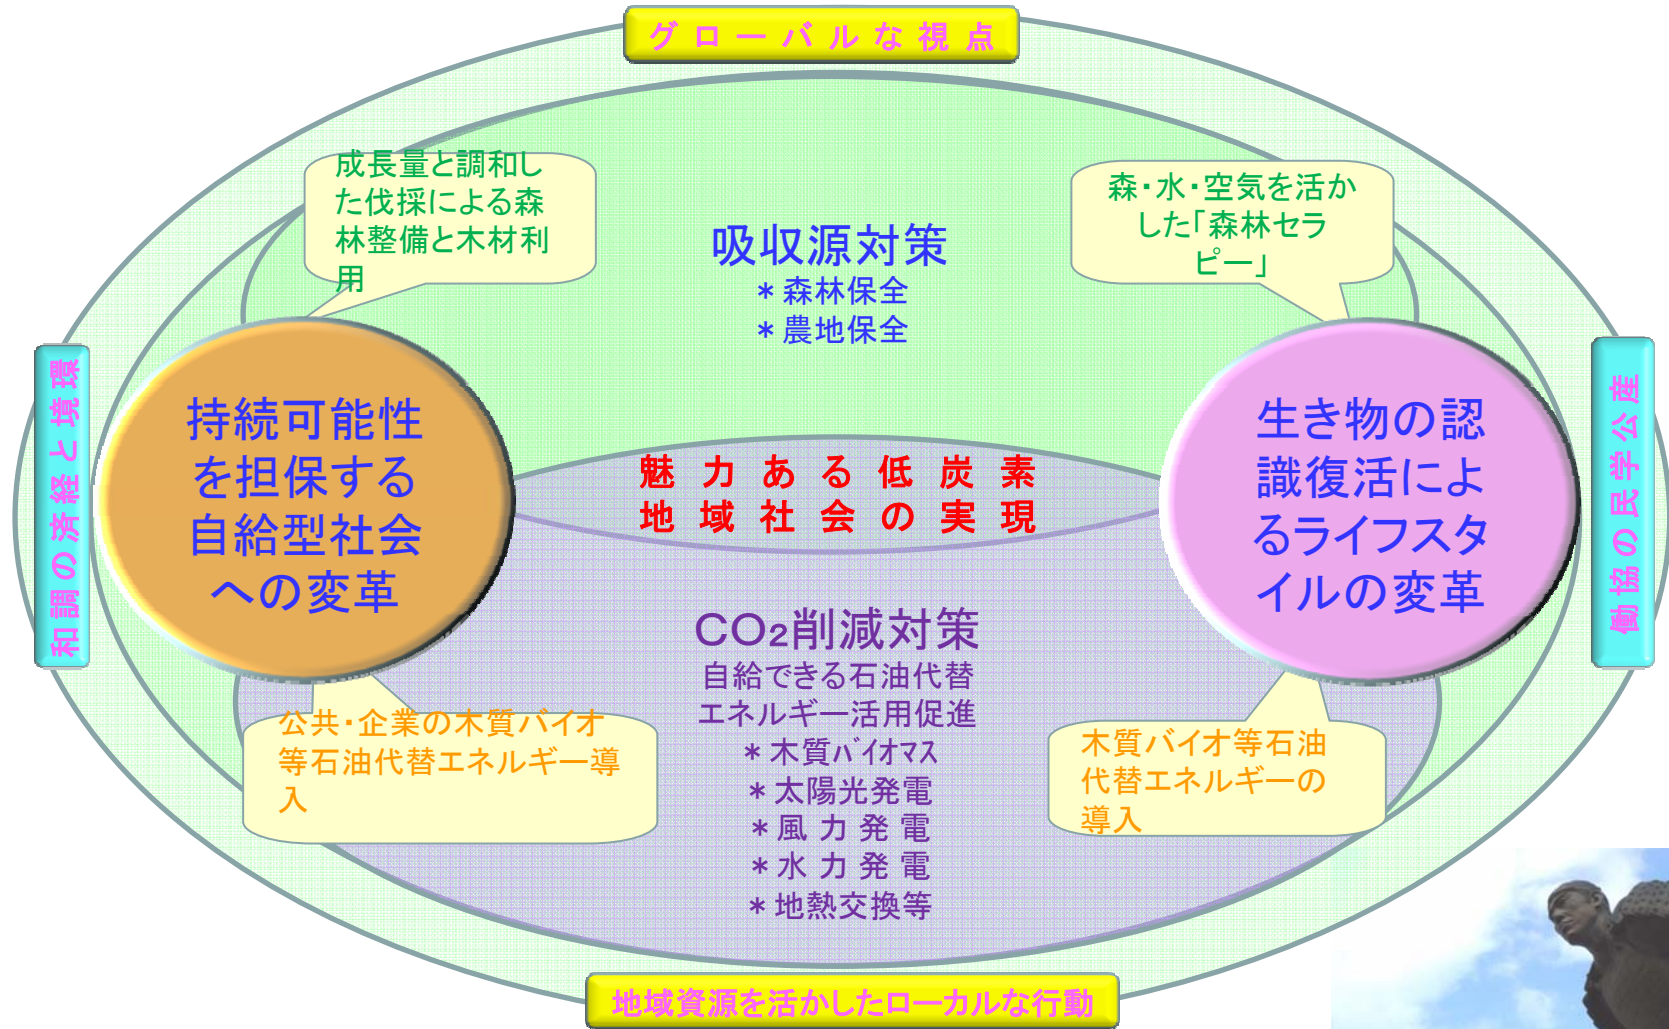 グローバルな視点
成長量と調和し
た伐採による森
林整備と木材利
用
森・水・空気を活か
した「森林セラ
ピー」
吸収源対策
＊森林保全
＊農地保全
環境と経済の調和
持続可能性
を担保する
自給型社会
への変革
魅力ある低炭素
地域社会の実現
生き物の認
識復活によ
るライフスタ
イルの変革
産公学民の協働
CO₂削減対策
自給できる石油代替
エネルギー活用促進
＊木質ﾊﾞｲｵﾏｽ
＊太陽光発電
＊風力発電
＊水力発電
＊地熱交換等
公共・企業の木質バイオ
等石油代替エネルギー導
入
木質バイオ等石油
代替エネルギーの
導入
地域資源を活かしたローカルな行動